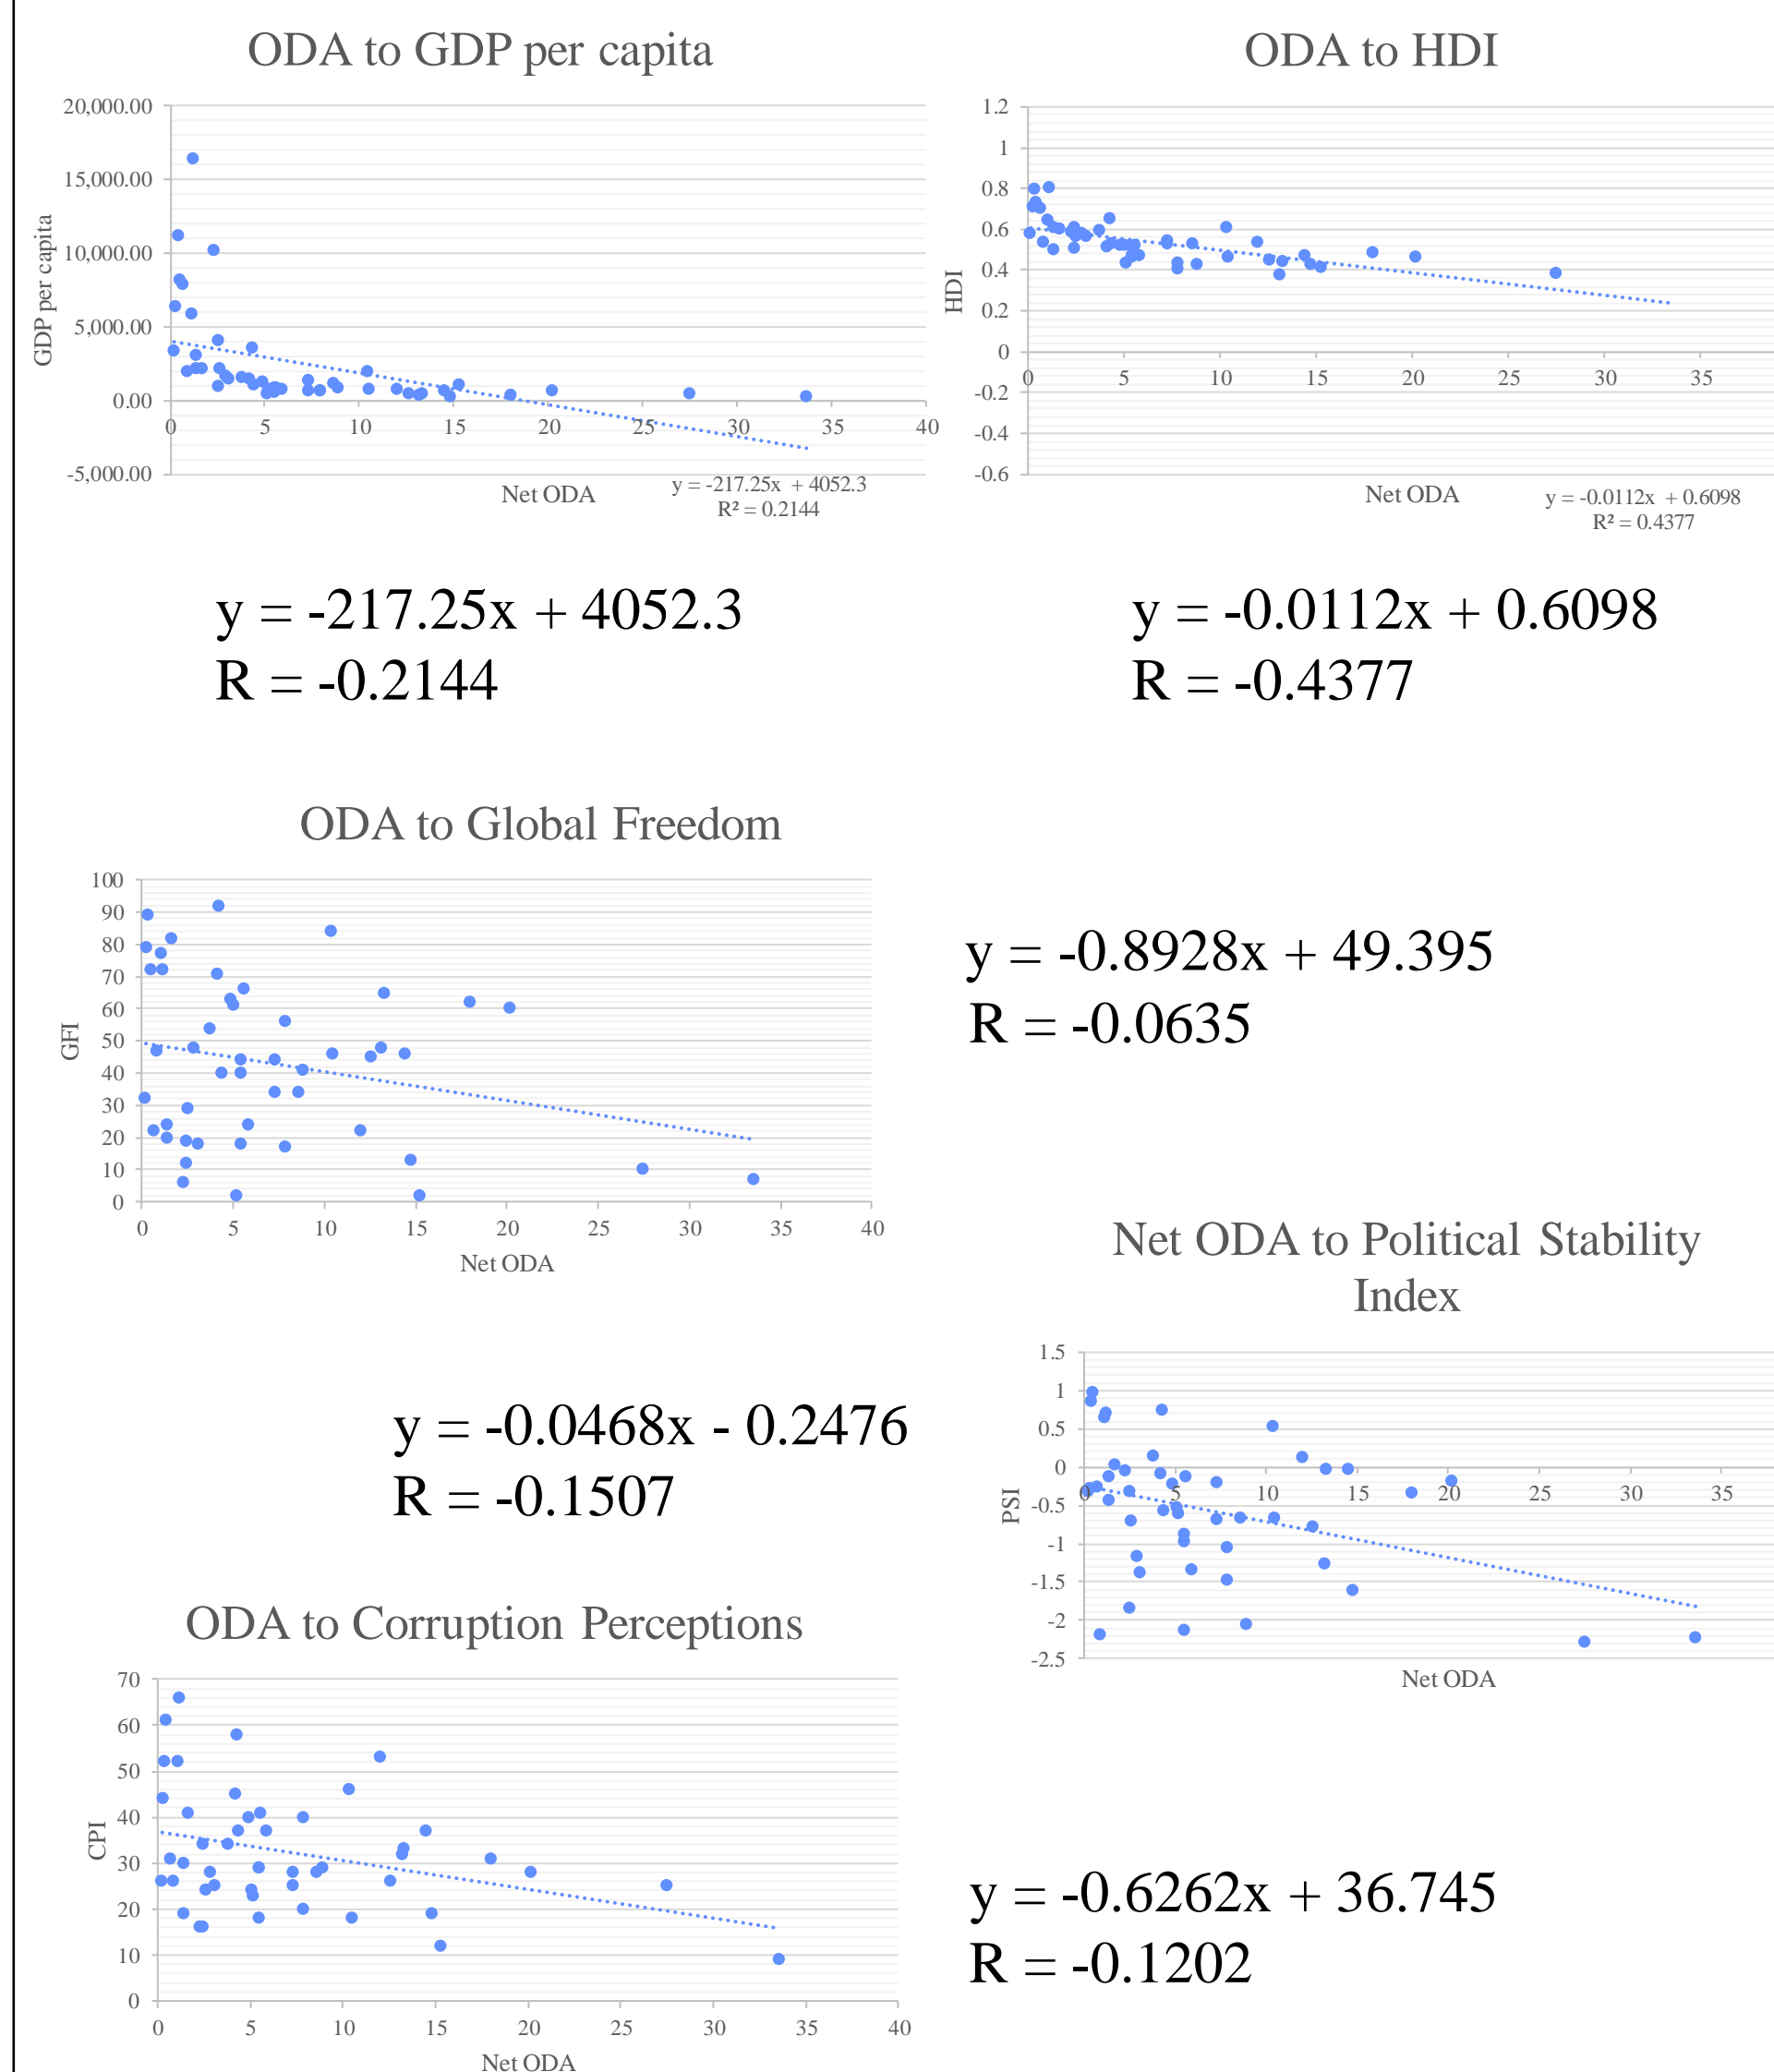 ODA to GDP per capita
20,000.00
15,000.00
10,000.00
5,000.00
0.00
-5,000.00
GDP per capita
0 5 10 15 20 25 30 35 40
Net ODA
y = -217.25x + 4052.3
R² = 0.2144
ODA to HDI
1.2
1
0.8
0.6
0.4
0.2
0
-0.2
-0.4
-0.6
HDI
0 5 10 15 20 25 30 35
Net ODA
y = -0.0112x + 0.6098
R² = 0.4377
y = -217.25x + 4052.3
R = -0.2144
y = -0.0112x + 0.6098
R = -0.4377
ODA to Global Freedom
100
90
80
70
60
50
40
30
20
10
0
GFI
0 5 10 15 20 25 30 35 40
Net ODA
y = -0.8928x + 49.395
R = -0.0635
Net ODA to Political Stability
Index
1.5
1
0.5
0
-0.5
-1
-1.5
-2
-2.5
PSI
0 5 10 15 20 25 30 35
Net ODA
y = -0.0468x - 0.2476
R = -0.1507
ODA to Corruption Perceptions
70
60
50
40
30
20
10
0
CPI
0 5 10 15 20 25 30 35 40
Net ODA
y = -0.6262x + 36.745
R = -0.1202